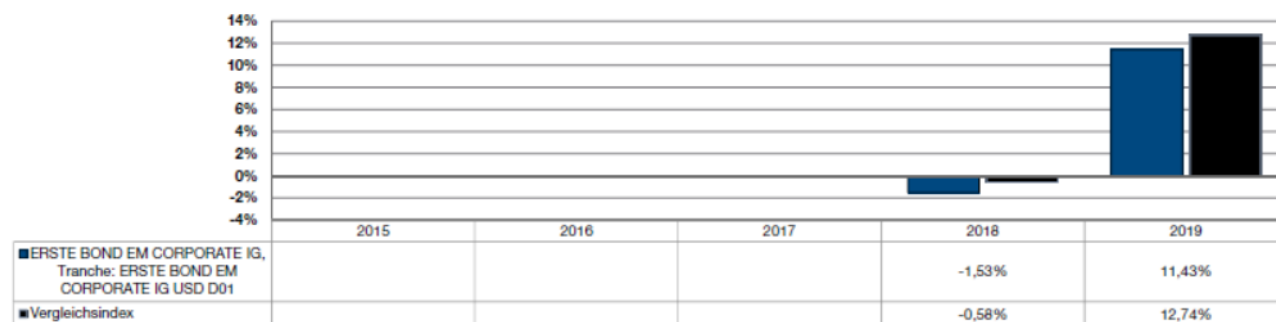 14%
12%
10%
8%
6%
4%
2%
0%
-2%
-4%
2015 2016 2017 2018 2019
ERSTE BOND EM CORPORATE IG,
Tranche: ERSTE BOND EM
CORPORATE IG USD D01
-1,53% 11,43%
Vergleichsindex -0,58% 12,74%